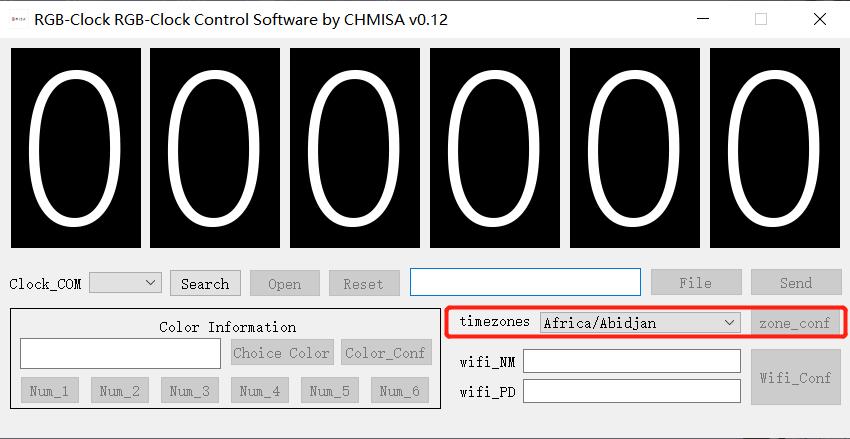 RGB-Clock RGB-Clock Control Software by CHMISA v0.12
0 0 0 0 0 0
Clock_COM Search Open Reset File Send
Color Information
Choice Color Color_Conf
Num_1 Num_2 Num_3 Num_4 Num_5 Num_6
timezones Africa/Abidjan zone_conf
wifi_NM
wifi_PD
Wifi_Conf